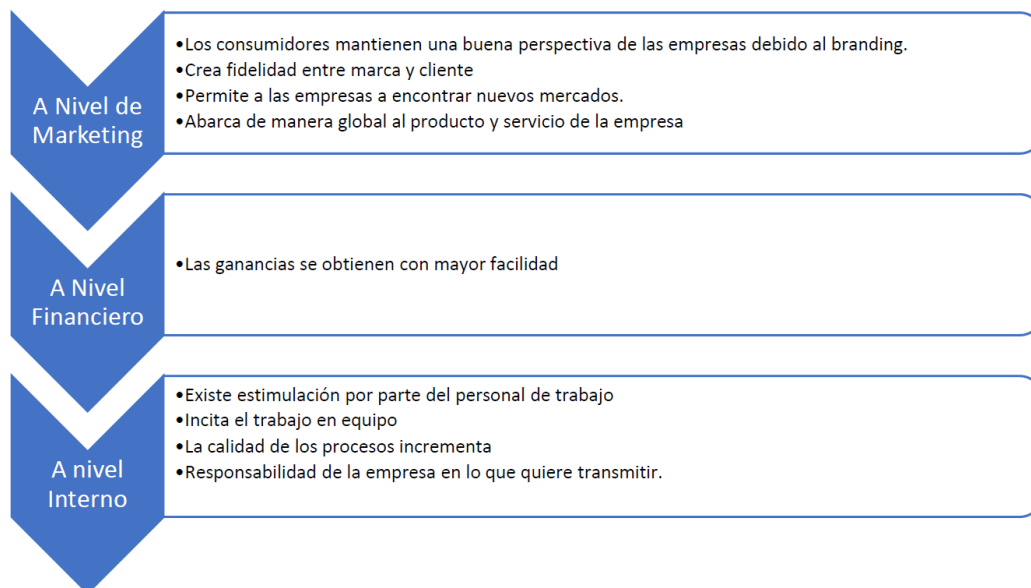 A Nivel de
Marketing
•Los consumidores mantienen una buena perspectiva de las empresas debido al branding.
•Crea fidelidad entre marca y cliente
•Permite a las empresas a encontrar nuevos mercados.
•Abarca de manera global al producto y servicio de la empresa
A Nivel
Financiero
•Las ganancias se obtienen con mayor facilidad
A nivel
Interno
•Existe estimulación por parte del personal de trabajo
•Incita el trabajo en equipo
•La calidad de los procesos incrementa
•Responsabilidad de la empresa en lo que quiere transmitir.